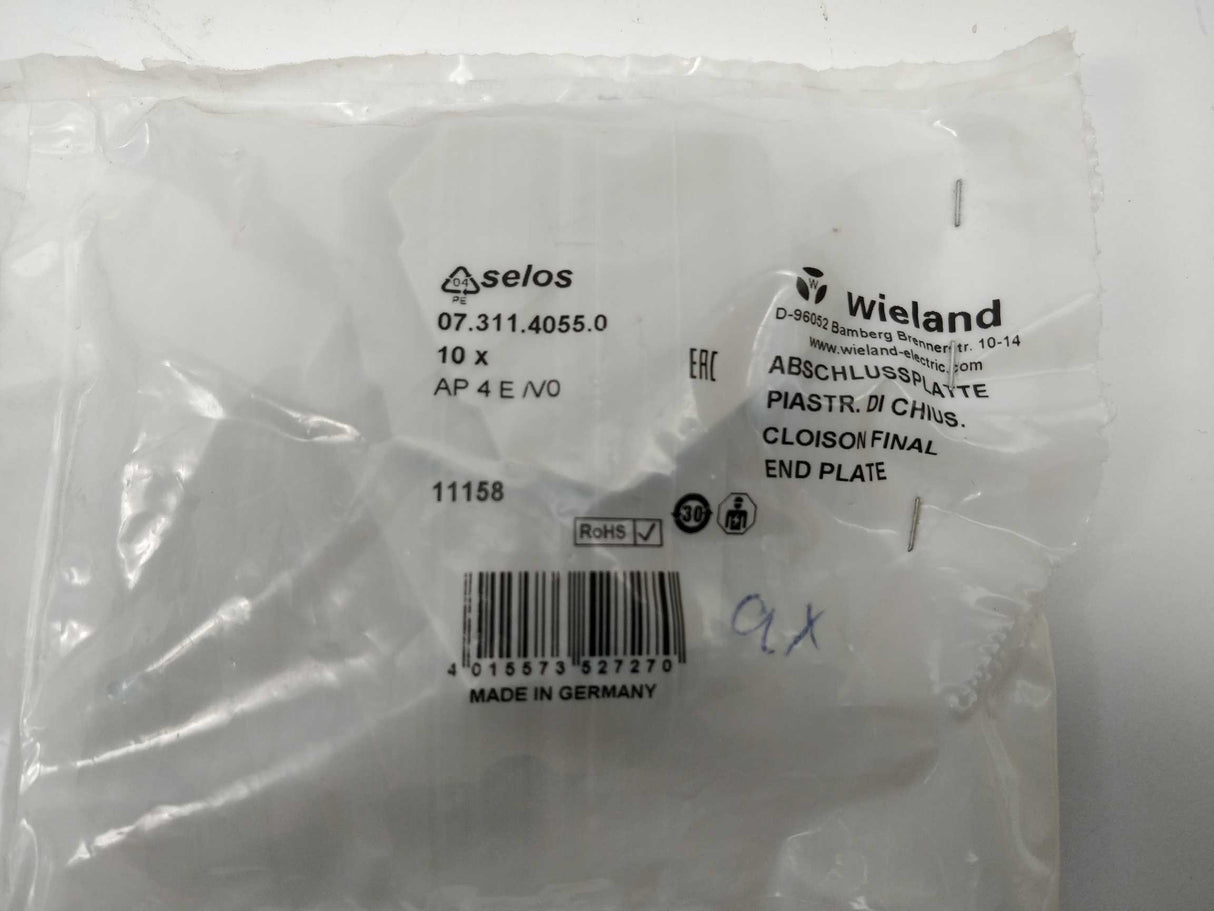 04
PE
selos
07.311.4055.0
10 x
AP 4 E /V0
EAC
11158
RoHS
30
4 015573 527270
MADE IN GERMANY
W
Wieland
D-96052 Bamberg Brennerstr. 10-14
www.wieland-electric.com
ABSCHLUSSPLATTE
PIASTR. DI CHIUS.
CLOISON FINAL
END PLATE
9x